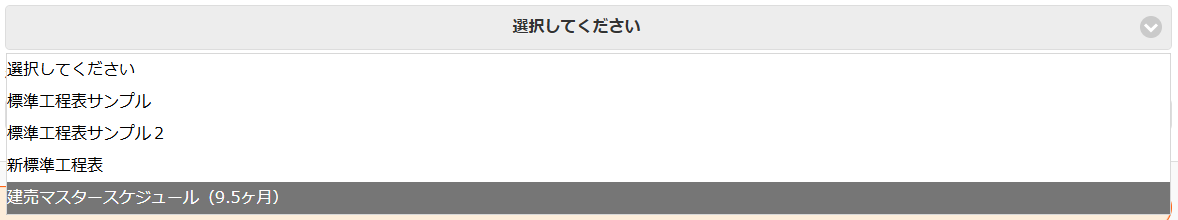 選択してください
選択してください
標準工程表サンプル
標準工程表サンプル２
新標準工程表
建売マスタースケジュール（9.5ヶ月）